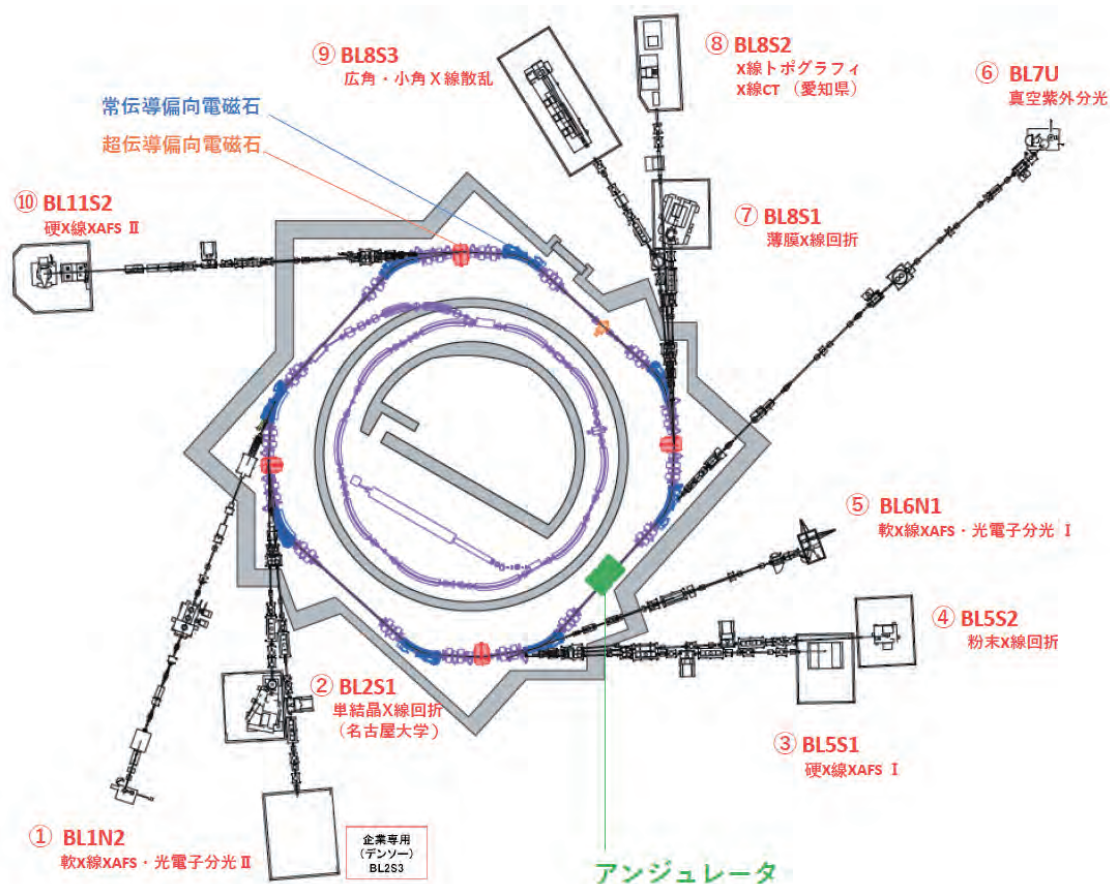 ⑨ BL8S3
広角・小角X線散乱
⑧ BL8S2
X線トポグラフィ
X線CT（愛知県）
⑥ BL7U
真空紫外分光
常伝導偏向電磁石
超伝導偏向電磁石
⑩ BL11S2
硬X線XAFS Ⅱ
⑦ BL8S1
薄膜X線回折
⑤ BL6N1
軟X線XAFS・光電子分光 Ⅰ
④ BL5S2
粉末X線回折
② BL2S1
単結晶X線回折
（名古屋大学）
③ BL5S1
硬X線XAFS Ⅰ
① BL1N2
軟X線XAFS・光電子分光Ⅱ
企業専用
（デンソー）
BL2S3
アンジュレータ